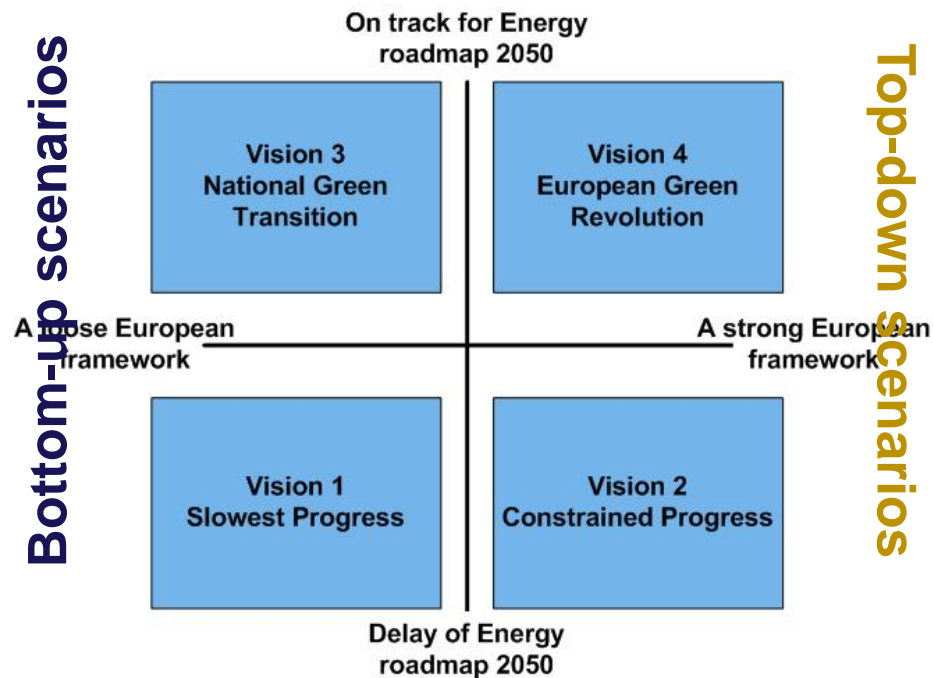 On track for Energy
roadmap 2050
Bottom-up scenarios
Top-down scenarios
Vision 3
National Green
Transition
Vision 4
European Green
Revolution
A loose European
framework
A strong European
framework
Vision 1
Slowest Progress
Vision 2
Constrained Progress
Delay of Energy
roadmap 2050